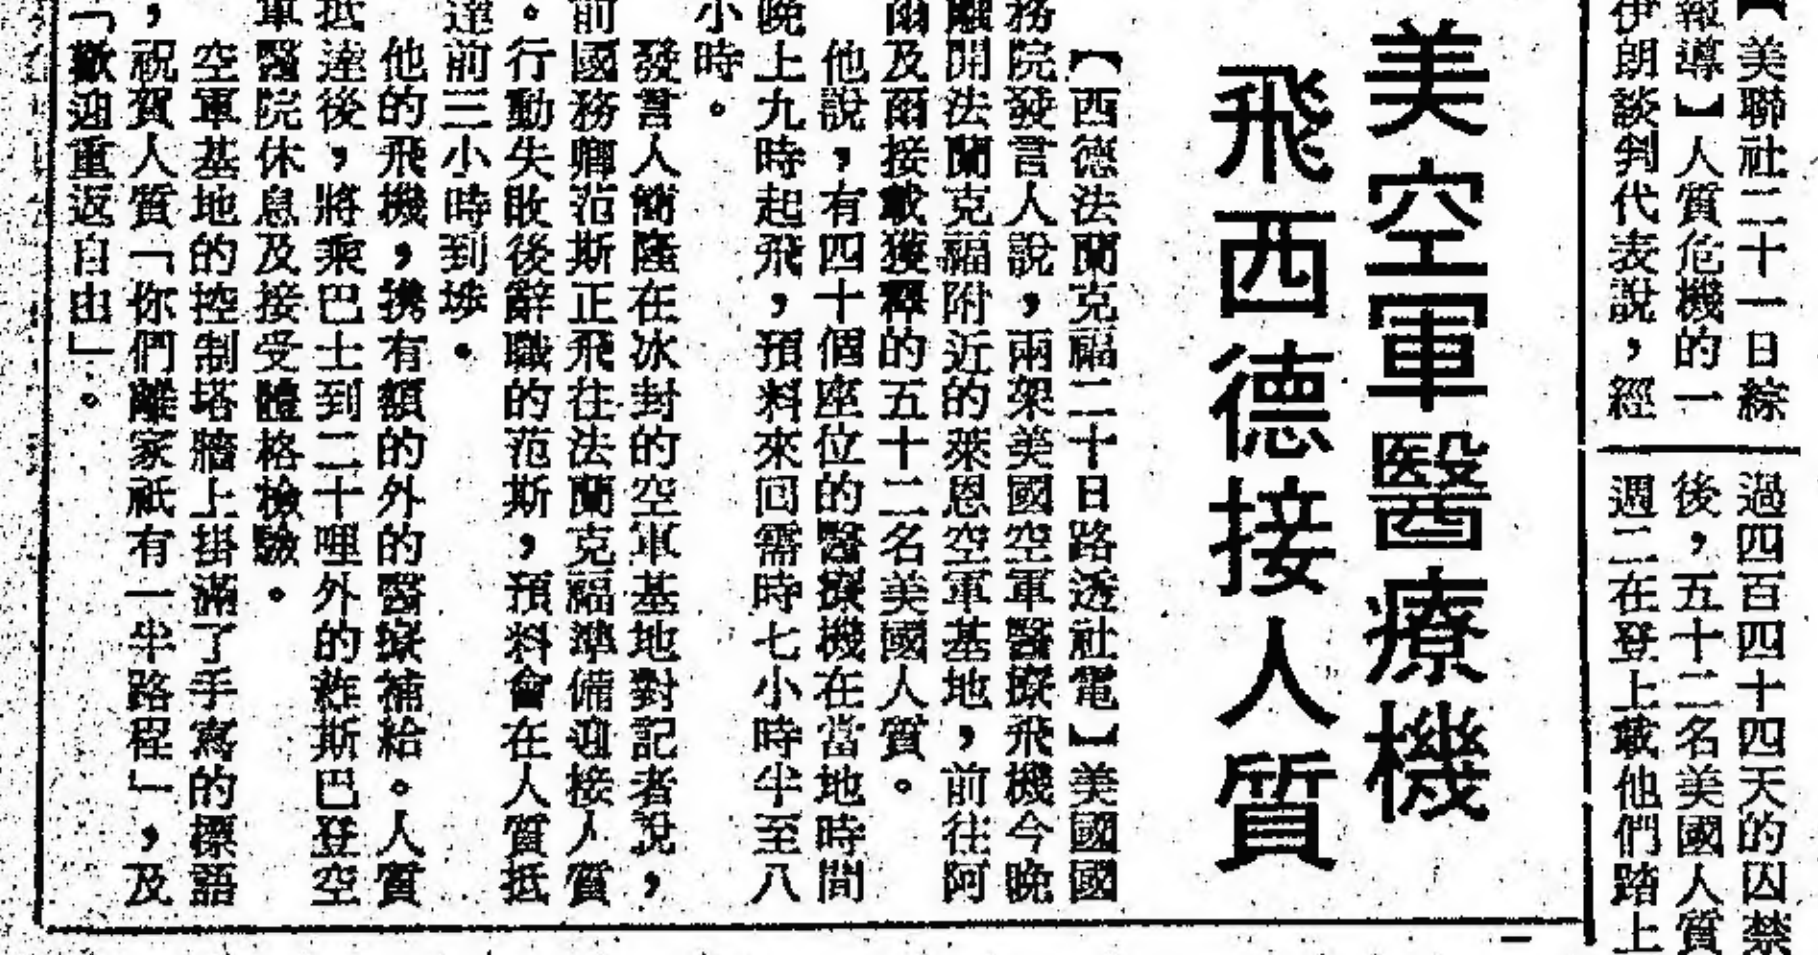 【美聯社二十一日綜
報導】人質危機的一
伊朗談判代表說，經
過四百四十四天的囚禁
後，五十二名美國人質
週二在登上載他們踏上
美空軍醫療機
飛西德接人質
【西德法蘭克福二十日路透社電】美國國
務院發言人說，兩架美國空軍醫療飛機今晚
離開法蘭克福附近的萊恩空軍基地，前往阿
爾及爾接載獲釋的五十二名美國人質。
他說，有四十個座位的醫療機在當地時間
晚上九時起飛，預料來回需時七小時半至八
小時。
發言人簡隆在冰封的空軍基地對記者說，
前國務卿范斯正飛往法蘭克福準備迎接人質
。行動失敗後辭職的范斯，預料會在人質抵
達前三小時到埗。
他的飛機，携有額的外的醫療補給。人質
抵達後，將乘巴士到二十哩外的維斯巴登空
軍醫院休息及接受體格檢驗。
空軍基地的控制塔牆上掛滿了手寫的標語
，祝賀人質「你們離家祇有一半路程」，及
「歡迎重返自由」。